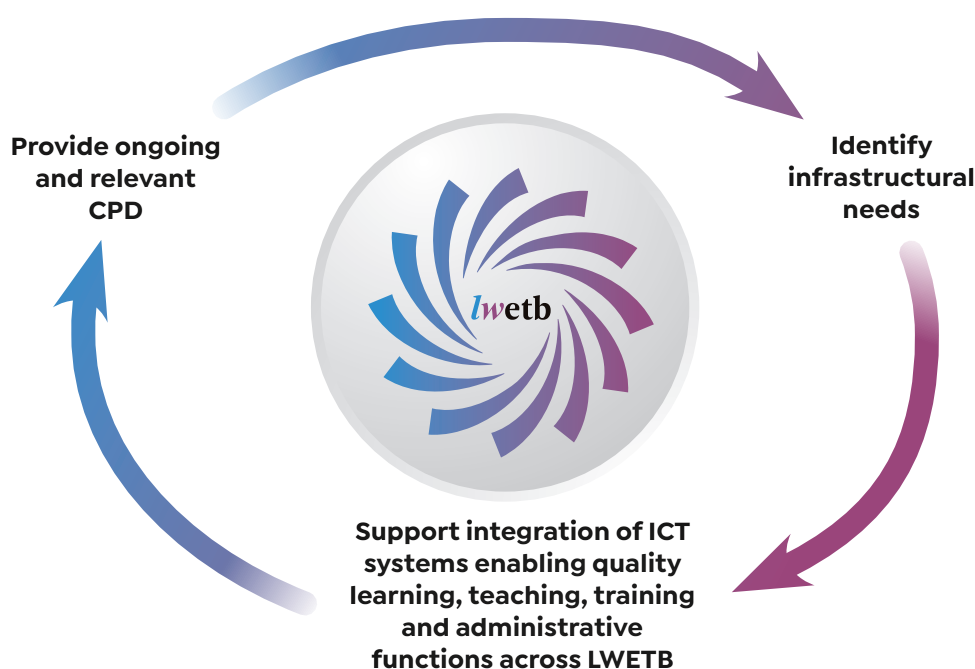 Provide ongoing
and relevant
CPD
Identify
infrastructural
needs
lwetb
Support integration of ICT
systems enabling quality
learning, teaching, training
and administrative
functions across LWETB